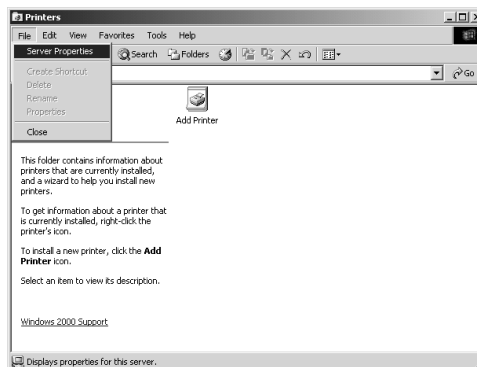 Printers
File Edit View Favorites Tools Help
Server Properties
Search Folders
Create Shortcut
Go
Delete
Rename
Properties
Add Printer
Close
This folder contains information about
printers that are currently installed,
and a wizard to help you install new
printers.
To get information about a printer that
is currently installed, right-click the
printer's icon.
To install a new printer, click the Add
Printer icon.
Select an item to view its description.
Windows 2000 Support
Displays properties for this server.